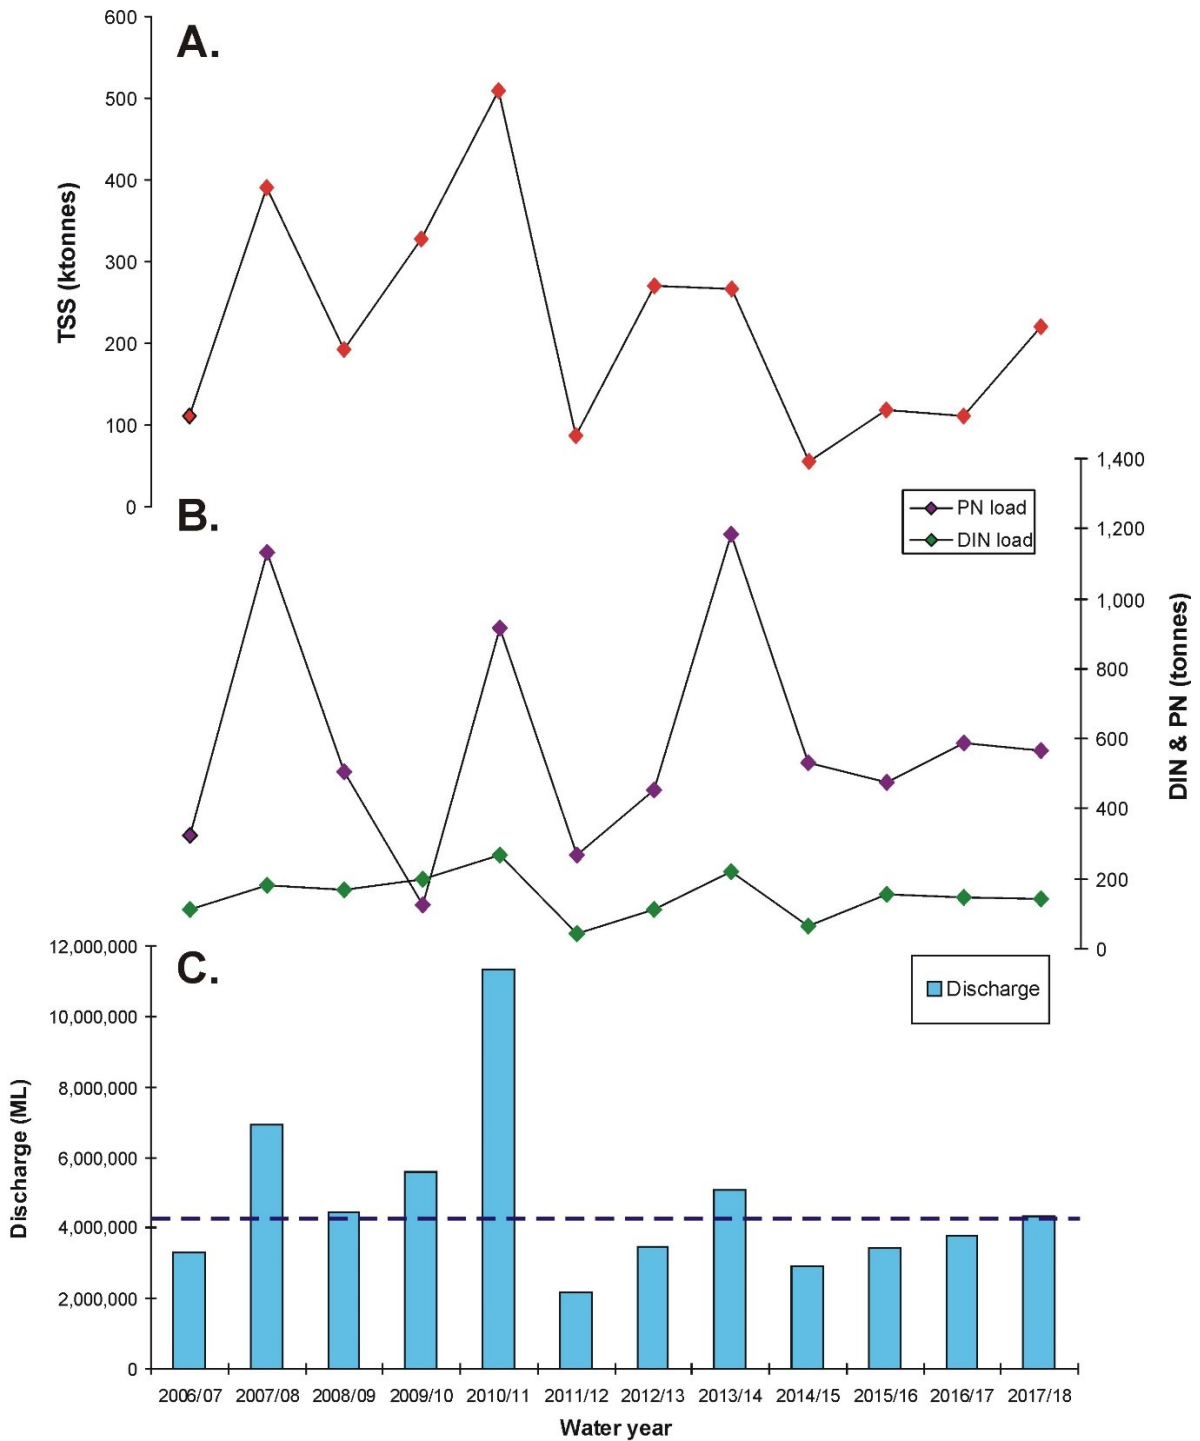 A.
600
500
400
300
200
100
0
TSS (ktonnes)
B.
PN load
DIN load
1,400
1,200
1,000
800
600
400
200
0
DIN & PN (tonnes)
C.
Discharge
12,000,000
10,000,000
8,000,000
6,000,000
4,000,000
2,000,000
0
Discharge (ML)
2006/07 2007/08 2008/09 2009/10 2010/11 2011/12 2012/13 2013/14 2014/15 2015/16 2016/17 2017/18
Water year